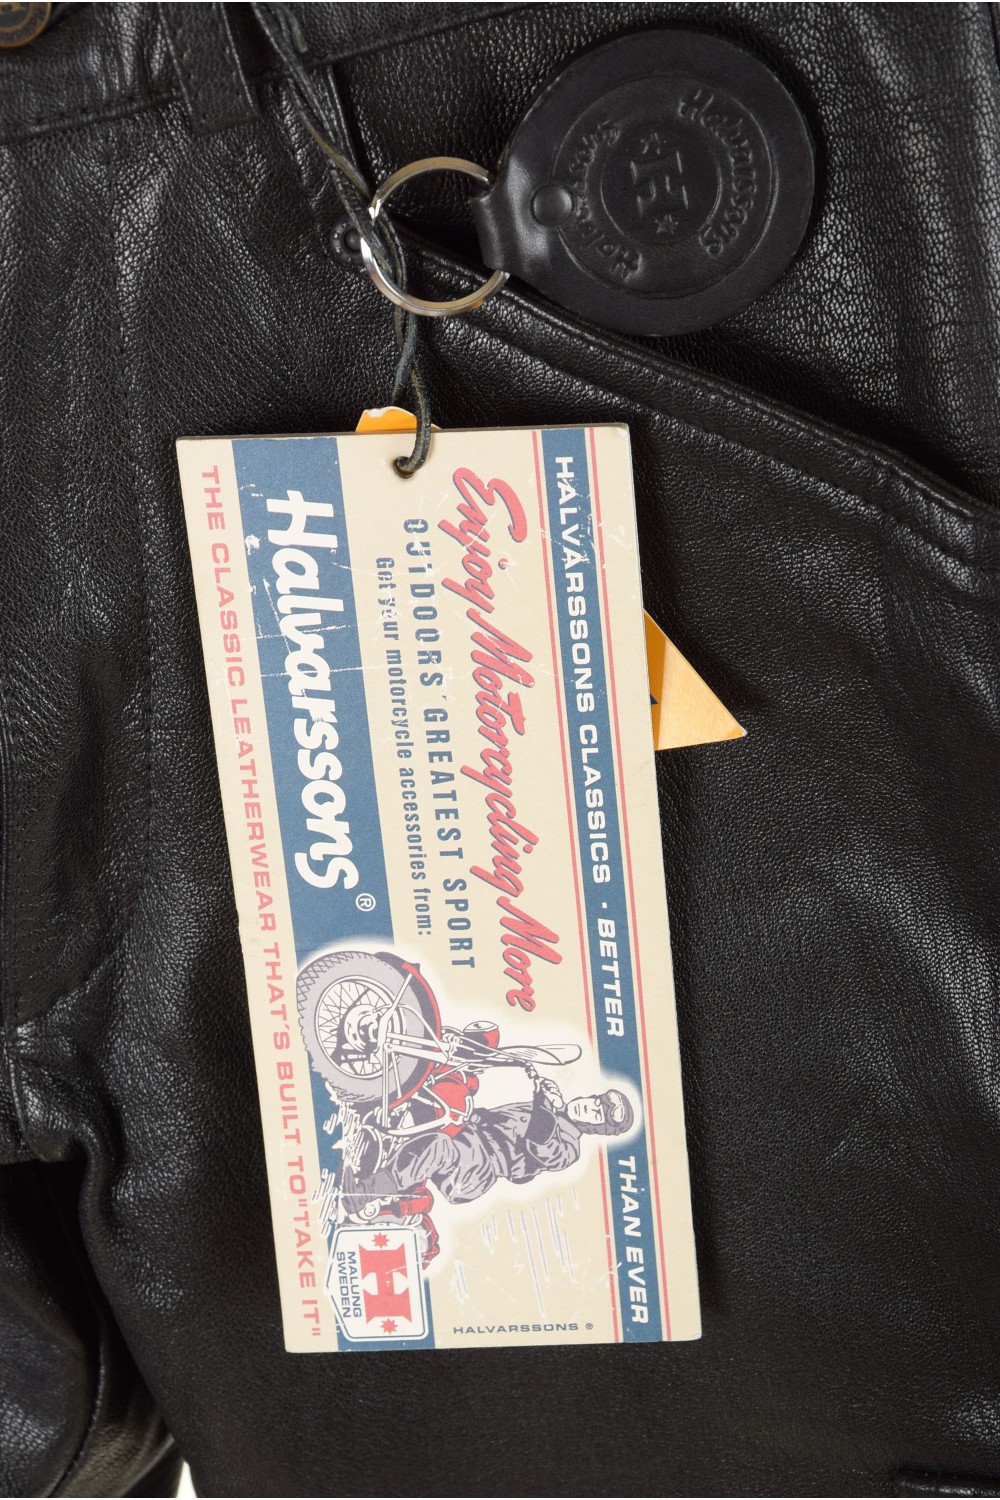 HALVARSSONS CLASSICS · BETTER THAN EVER
Enjoy Motorcycling More
OUTDOORS´ GREATEST SPORT
Get your motorcycle accessories from:
Halvarssons®
THE CLASSIC LEATHERWEAR THAT´S BUILT TO "TAKE IT"
H
MALUNG
SWEDEN
HALVARSSONS ®
Halvarssons
H